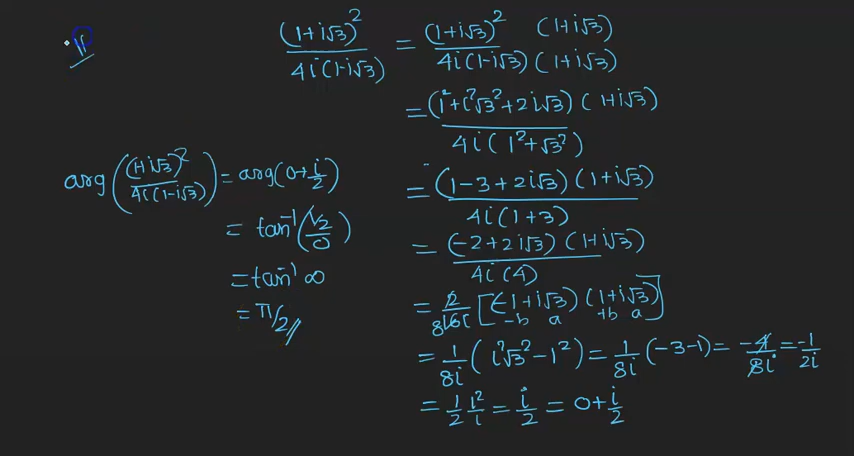 (1+i√3)² / 4i(1-i√3) = (1+i√3)² (1+i√3) / 4i(1-i√3) (1+i√3)
= (1²+i²√3²+2i√3) (1+i√3) / 4i(1²+√3²)
= (1-3+2i√3) (1+i√3) / 4i(1+3)
= (-2+2i√3) (1+i√3) / 4i(4)
= 2 / 8 16i [(-1+i√3) (1+i√3)]
-b a +b a
= 1/8i (i²√3²-1²) = 1/8i (-3-1) = -4/8i = -1/2i
= 1/2 i²/i = i/2 = 0+i/2
arg((1+i√3)² / 4i(1-i√3)) = arg(0+i/2)
= tan⁻¹(1/2 / 0)
= tan⁻¹ ∞
= π/2 //